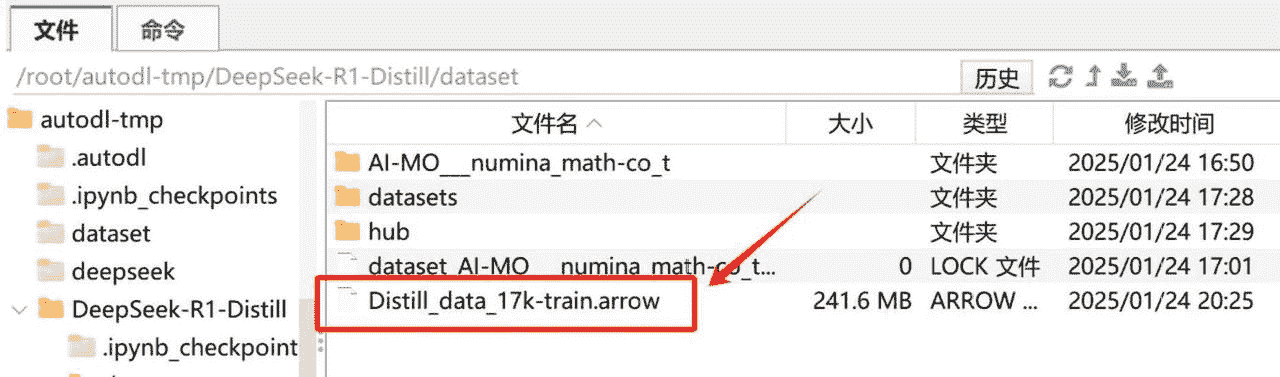 文件 命令
/root/autodl-tmp/DeepSeek-R1-Distill/dataset 历史
autodl-tmp
.autodl
.ipynb_checkpoints
dataset
deepseek
DeepSeek-R1-Distill
.ipynb_checkpoint
文件名 大小 类型 修改时间
AI-MO___numina_math-co_t 文件夹 2025/01/24 16:50
datasets 文件夹 2025/01/24 17:28
hub 文件夹 2025/01/24 17:29
dataset_AI-MO___numina_math-co_t... 0 LOCK 文件 2025/01/24 17:01
Distill_data_17k-train.arrow 241.6 MB ARROW ... 2025/01/24 20:25